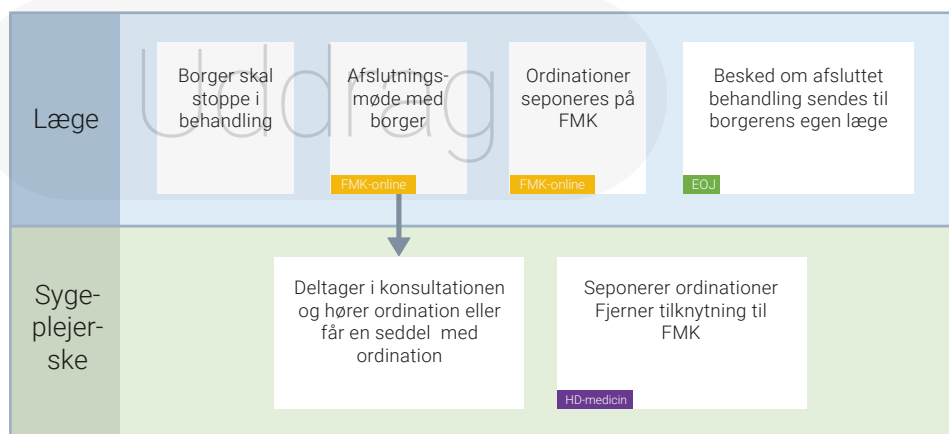 Uddrag
Læge
Borger skal
stoppe i
behandling
Afslutnings-
møde med
borger
FMK-online
Ordinationer
seponeres på
FMK
FMK-online
Besked om afsluttet
behandling sendes til
borgerens egen læge
EOJ
Syge-
plejer-
ske
Deltager i konsultationen
og hører ordination eller
får en seddel med
ordination
Seponerer ordinationer
Fjerner tilknytning til
FMK
HD-medicin